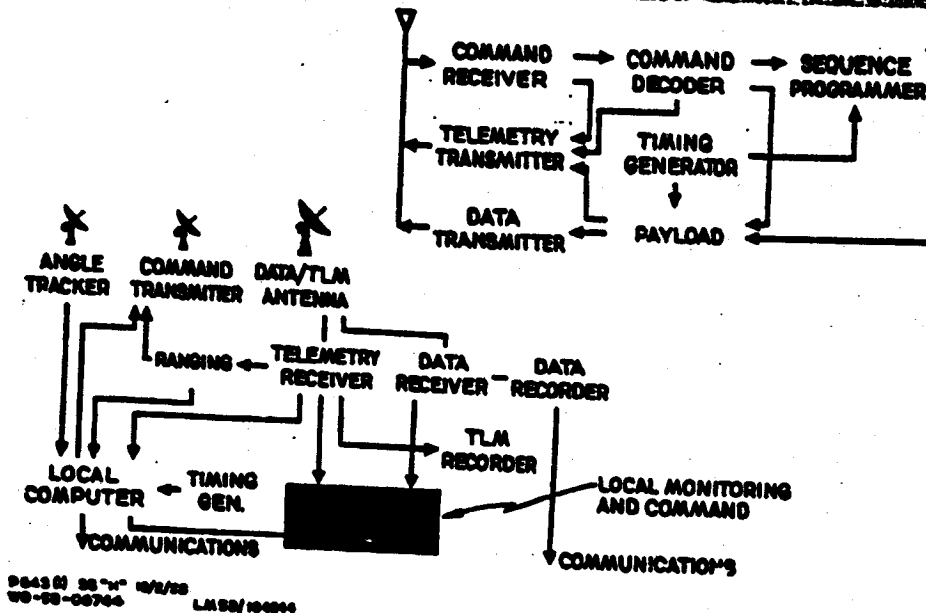 COMMAND
RECEIVER
COMMAND
DECODER
SEQUENCE
PROGRAMMER
TELEMETRY
TRANSMITTER
TIMING
GENERATOR
DATA
TRANSMITTER
PAYLOAD
ANGLE
TRACKER
COMMAND
TRANSMITTER
DATA/TLM
ANTENNA
RANGING
TELEMETRY
RECEIVER
DATA
RECEIVER
DATA
RECORDER
TLM
RECORDER
LOCAL
COMPUTER
TIMING
GEN.
LOCAL MONITORING
AND COMMAND
COMMUNICATIONS
COMMUNICATIONS